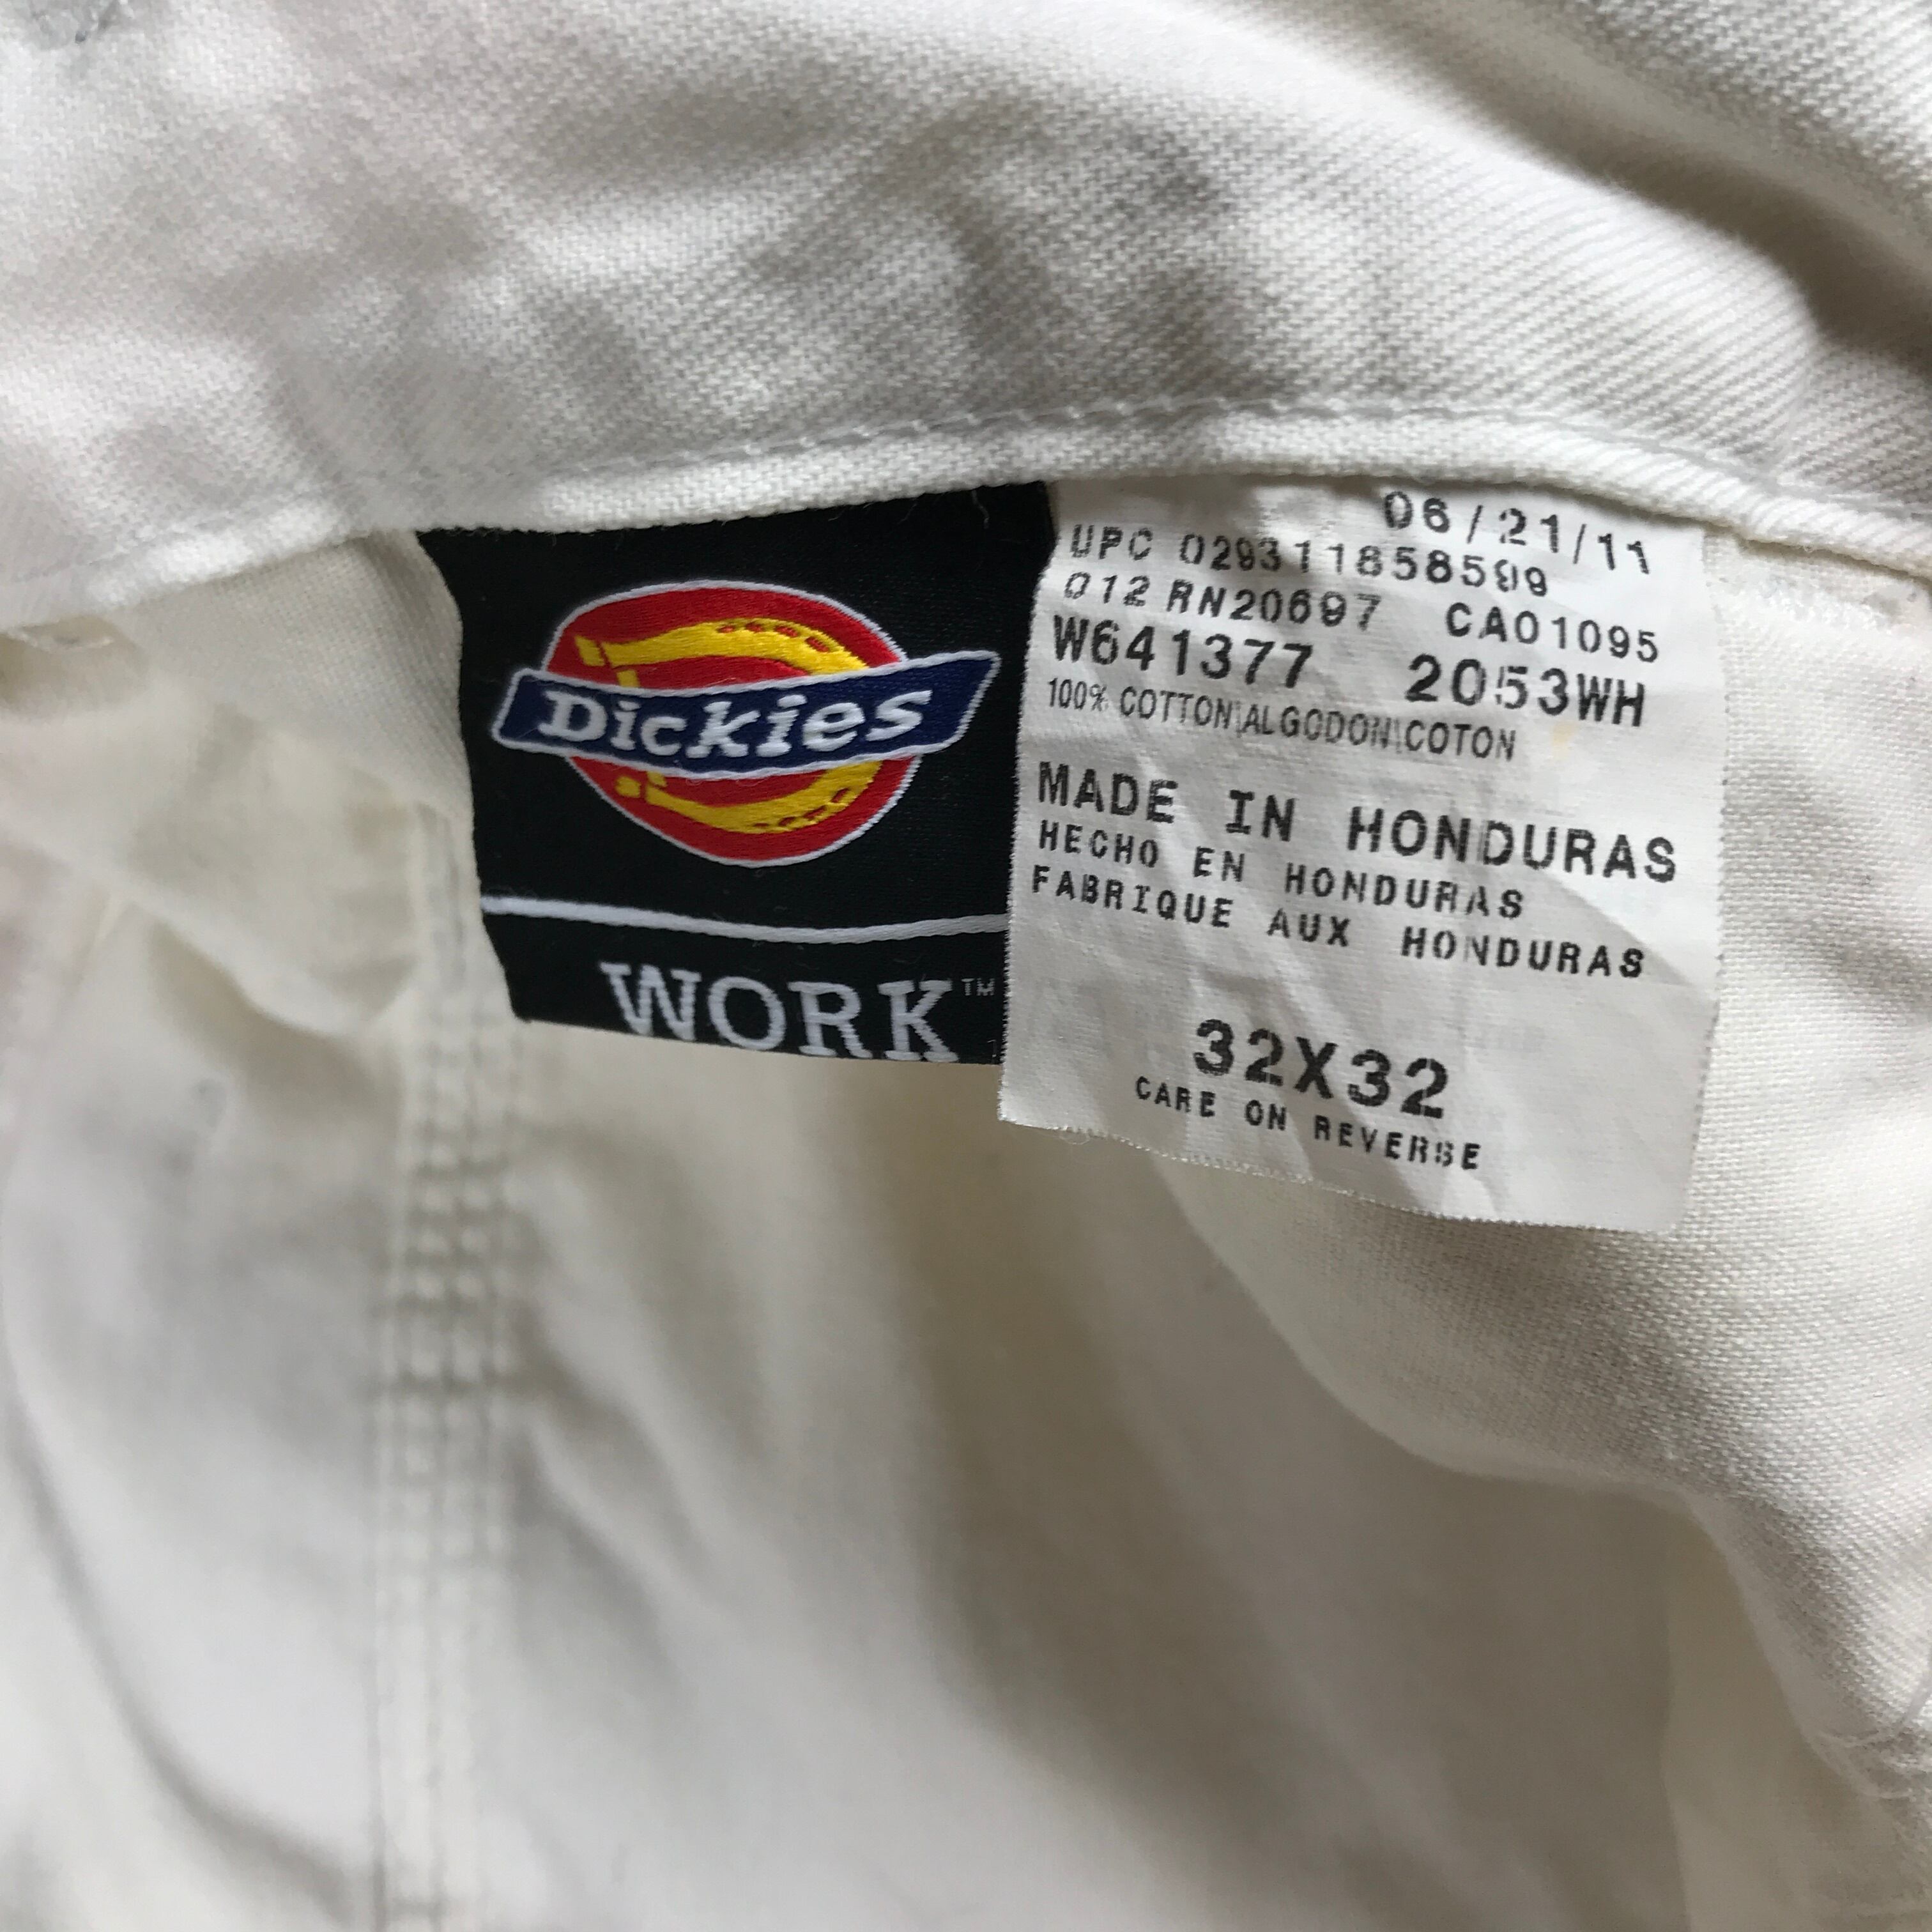 Dickies
WORK™
06/21/11
UPC 029311858599
012 RN20697 CA01095
W641377 2053WH
100% COTTON\ALGODON\COTON
MADE IN HONDURAS
HECHO EN HONDURAS
FABRIQUE AUX HONDURAS
32X32
CARE ON REVERSE